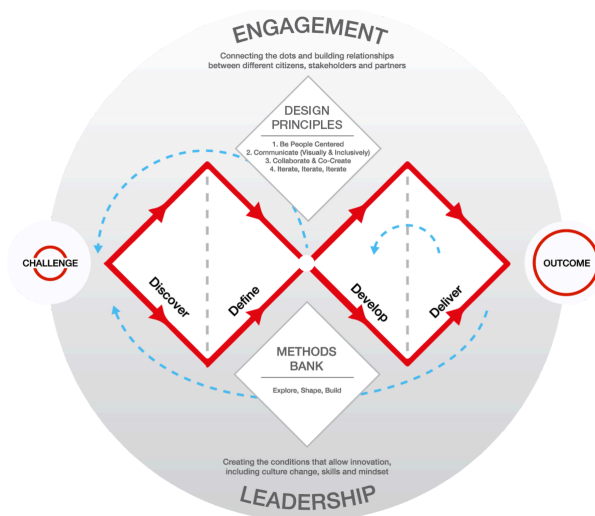 ENGAGEMENT
Connecting the dots and building relationships
between different citizens, stakeholders and partners
DESIGN
PRINCIPLES
1. Be People Centered
2. Communicate (Visually & Inclusively)
3. Collaborate & Co-Create
4. Iterate, Iterate, Iterate
CHALLENGE
OUTCOME
Discover
Define
Develop
Deliver
METHODS
BANK
Explore, Shape, Build
Creating the conditions that allow innovation,
including culture change, skills and mindset
LEADERSHIP